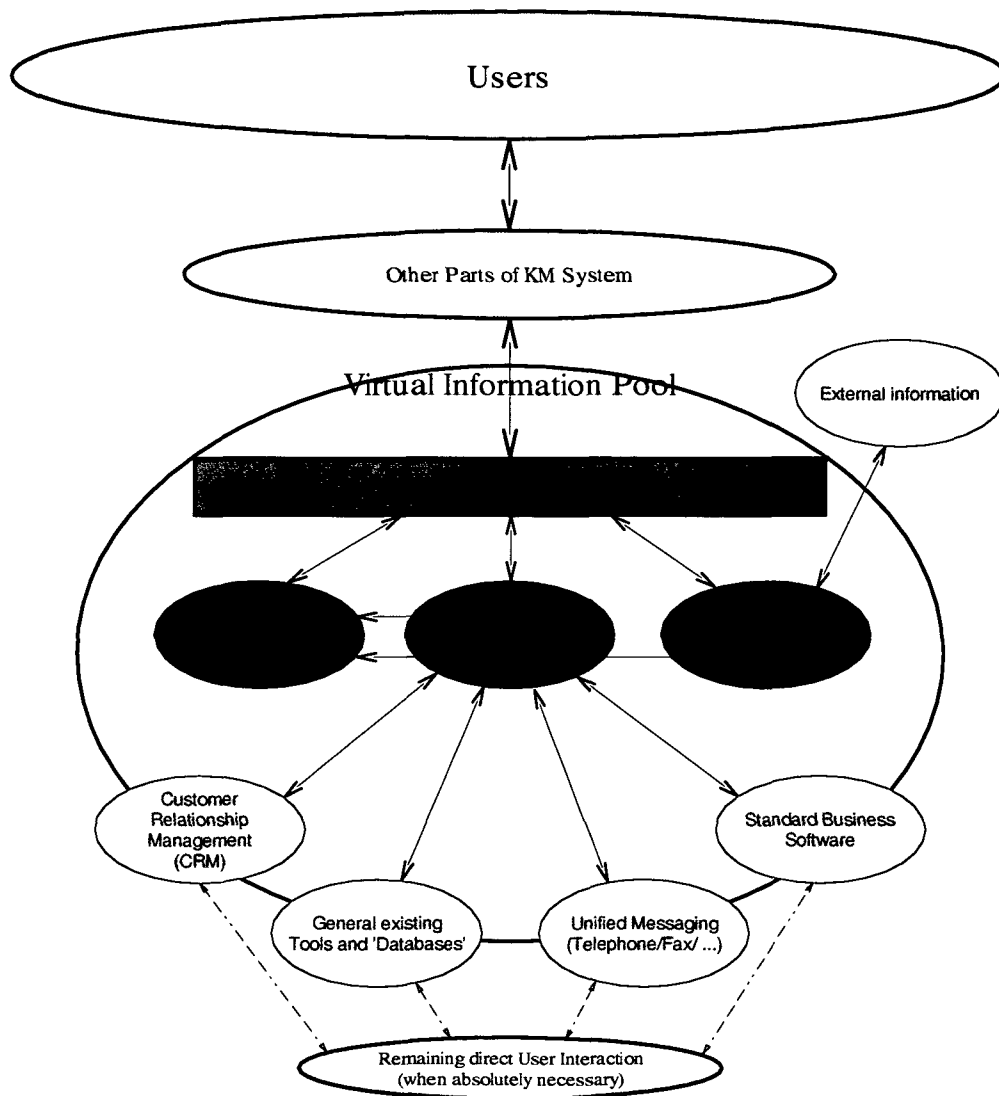 Users
Other Parts of KM System
Virtual Information Pool
External information
Customer
Relationship
Management
(CRM)
Standard Business
Software
General existing
Tools and 'Databases'
Unified Messaging
(Telephone/Fax/ ...)
Remaining direct User Interaction
(when absolutely necessary)